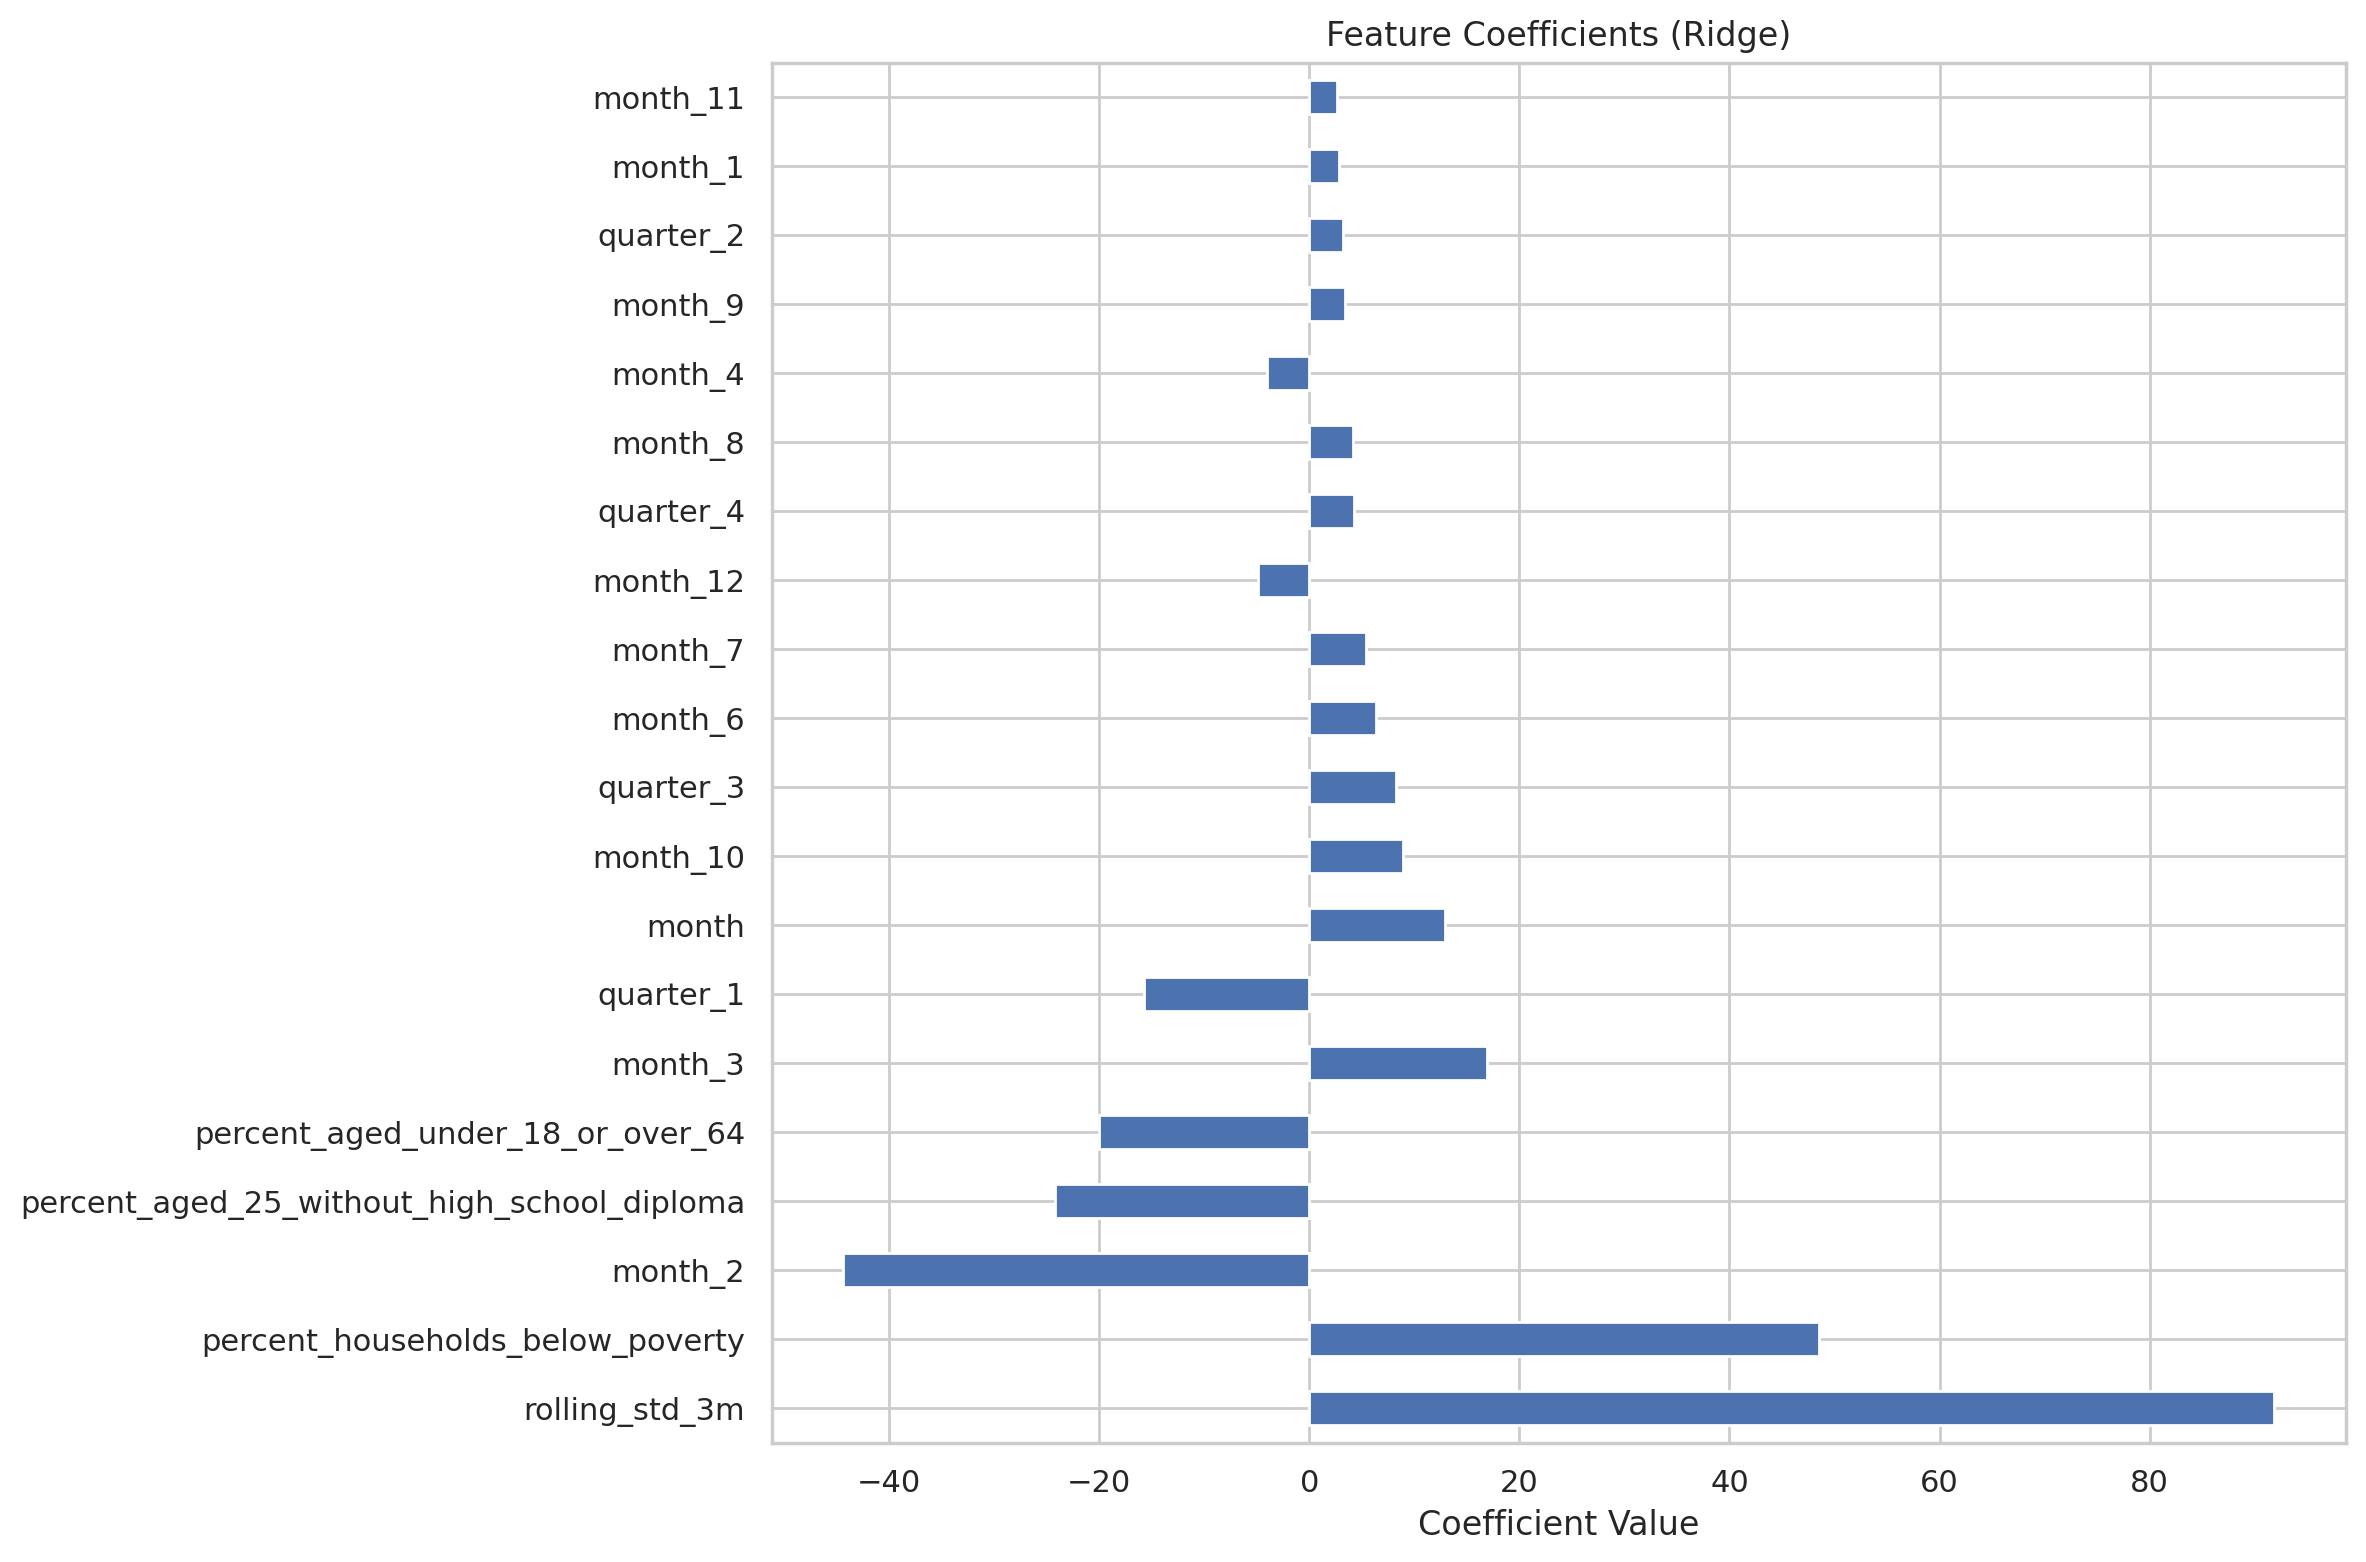 Feature Coefficients (Ridge)
month_11
month_1
quarter_2
month_9
month_4
month_8
quarter_4
month_12
month_7
month_6
quarter_3
month_10
month
quarter_1
month_3
percent_aged_under_18_or_over_64
percent_aged_25_without_high_school_diploma
month_2
percent_households_below_poverty
rolling_std_3m
−40 −20 0 20 40 60 80
Coefficient Value